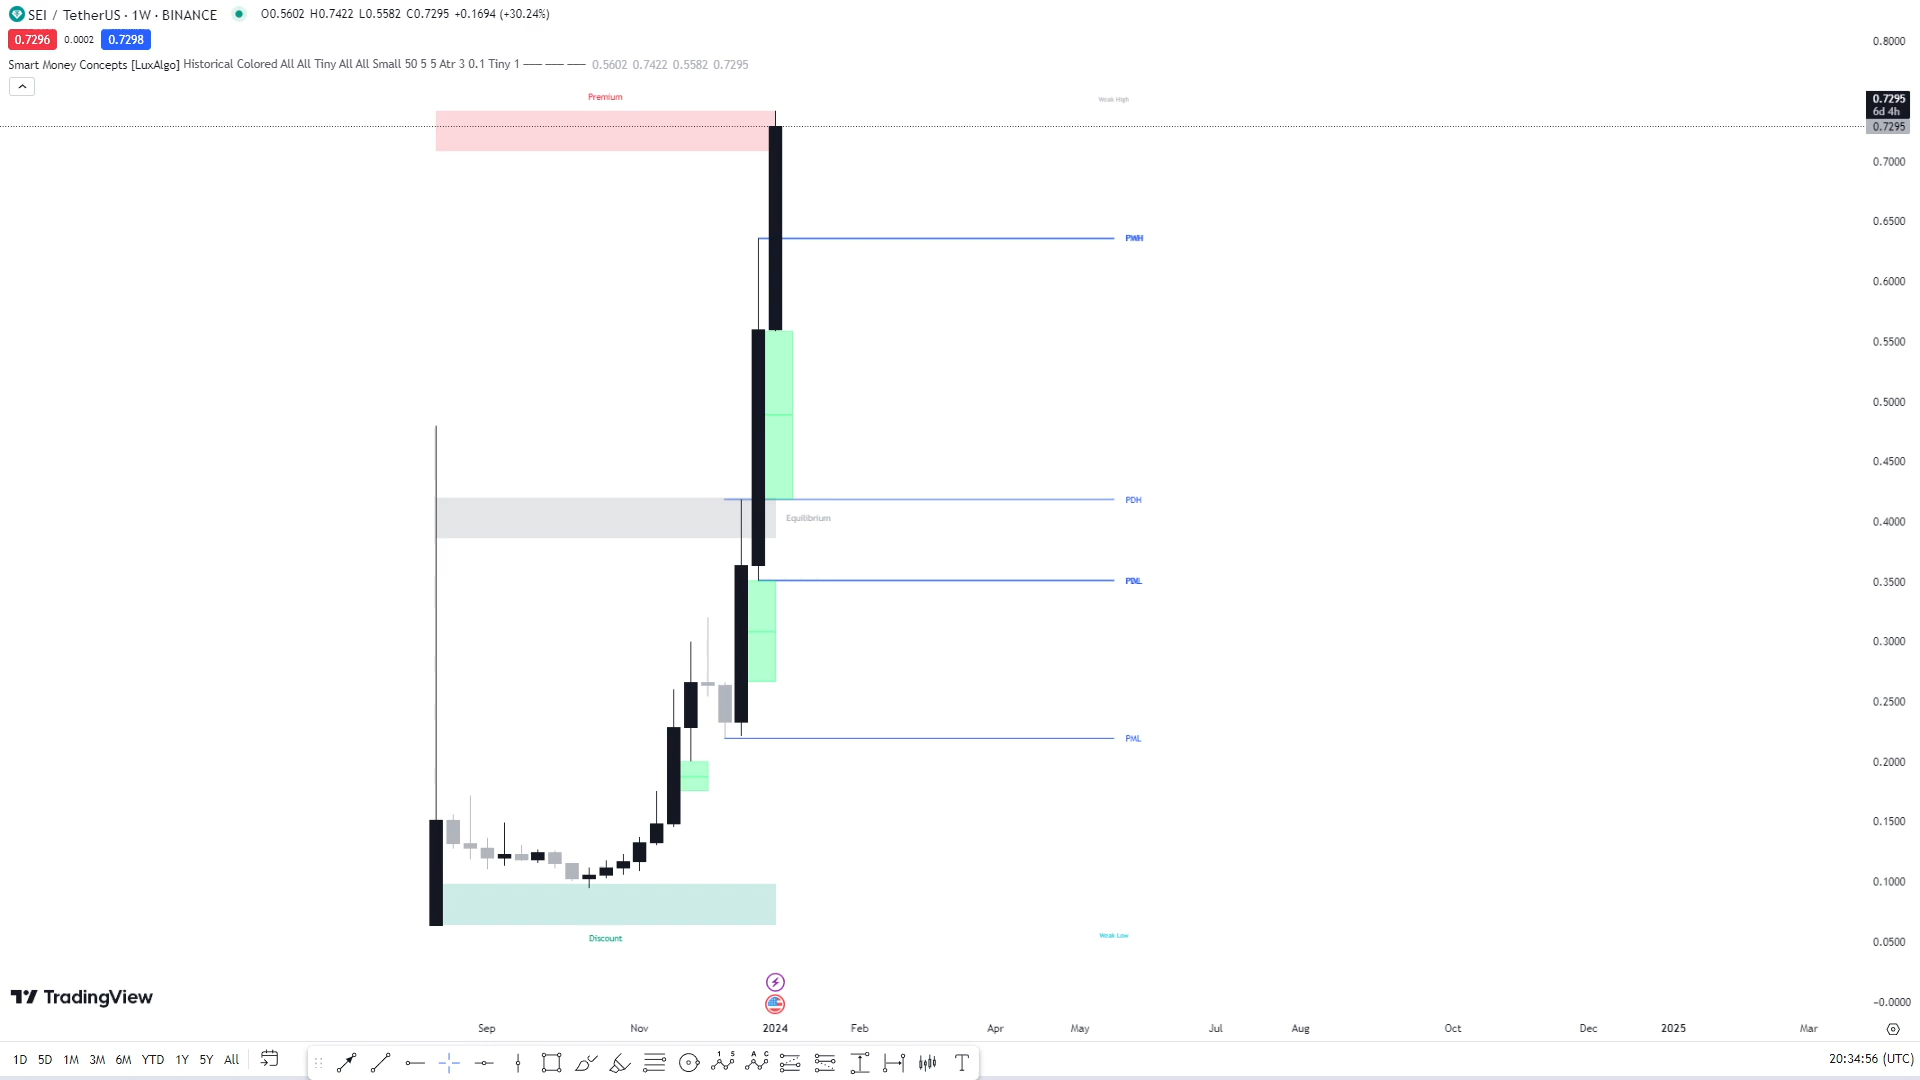 SEI / TetherUS · 1W · BINANCE O0.5602 H0.7422 L0.5582 C0.7295 +0.1694 (+30.24%)
0.7296 0.0002 0.7298
Smart Money Concepts [LuxAlgo] Historical Colored All All Tiny All All Small 50 5 5 Atr 3 0.1 Tiny 1 0.5602 0.7422 0.5582 0.7295
Premium
Weak High
PWH
PDH
Equilibrium
PML
Discount
Weak Low
0.8000
0.7295
6d 4h
0.7295
0.7000
0.6500
0.6000
0.5500
0.5000
0.4500
0.4000
0.3500
0.3000
0.2500
0.2000
0.1500
0.1000
0.0500
−0.0000
TradingView
Sep Nov 2024 Feb Apr May Jul Aug Oct Dec 2025 Mar
1D 5D 1M 3M 6M YTD 1Y 5Y All
20:34:56 (UTC)